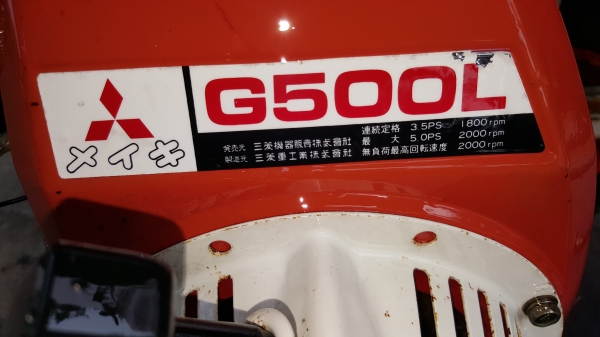 G500L
メイキ
発売元 三菱機器販売株式会社
製造元 三菱重工業株式会社
連続定格 3.5PS 1800rpm
最大 5.0PS 2000rpm
無負荷最高回転速度 2000rpm